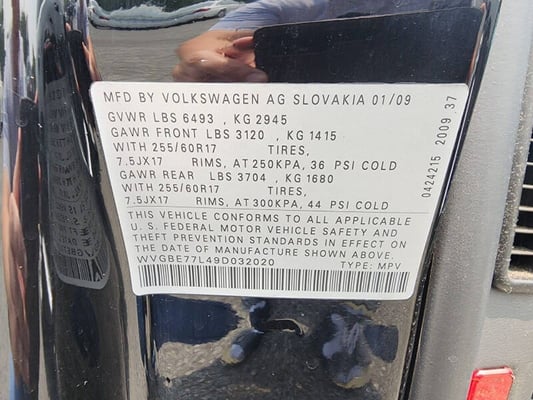 MFD BY VOLKSWAGEN AG SLOVAKIA 01/09
GVWR LBS 6493 , KG 2945
GAWR FRONT LBS 3120 , KG 1415
WITH 255/60R17 TIRES,
7.5JX17 RIMS, AT 250KPA, 36 PSI COLD
GAWR REAR LBS 3704 , KG 1680
WITH 255/60R17 TIRES,
7.5JX17 RIMS, AT 300KPA, 44 PSI COLD
THIS VEHICLE CONFORMS TO ALL APPLICABLE
U. S. FEDERAL MOTOR VEHICLE SAFETY AND
THEFT PREVENTION STANDARDS IN EFFECT ON
THE DATE OF MANUFACTURE SHOWN ABOVE.
WVGBE77L49D032020 TYPE: MPV
0424215 2009.37